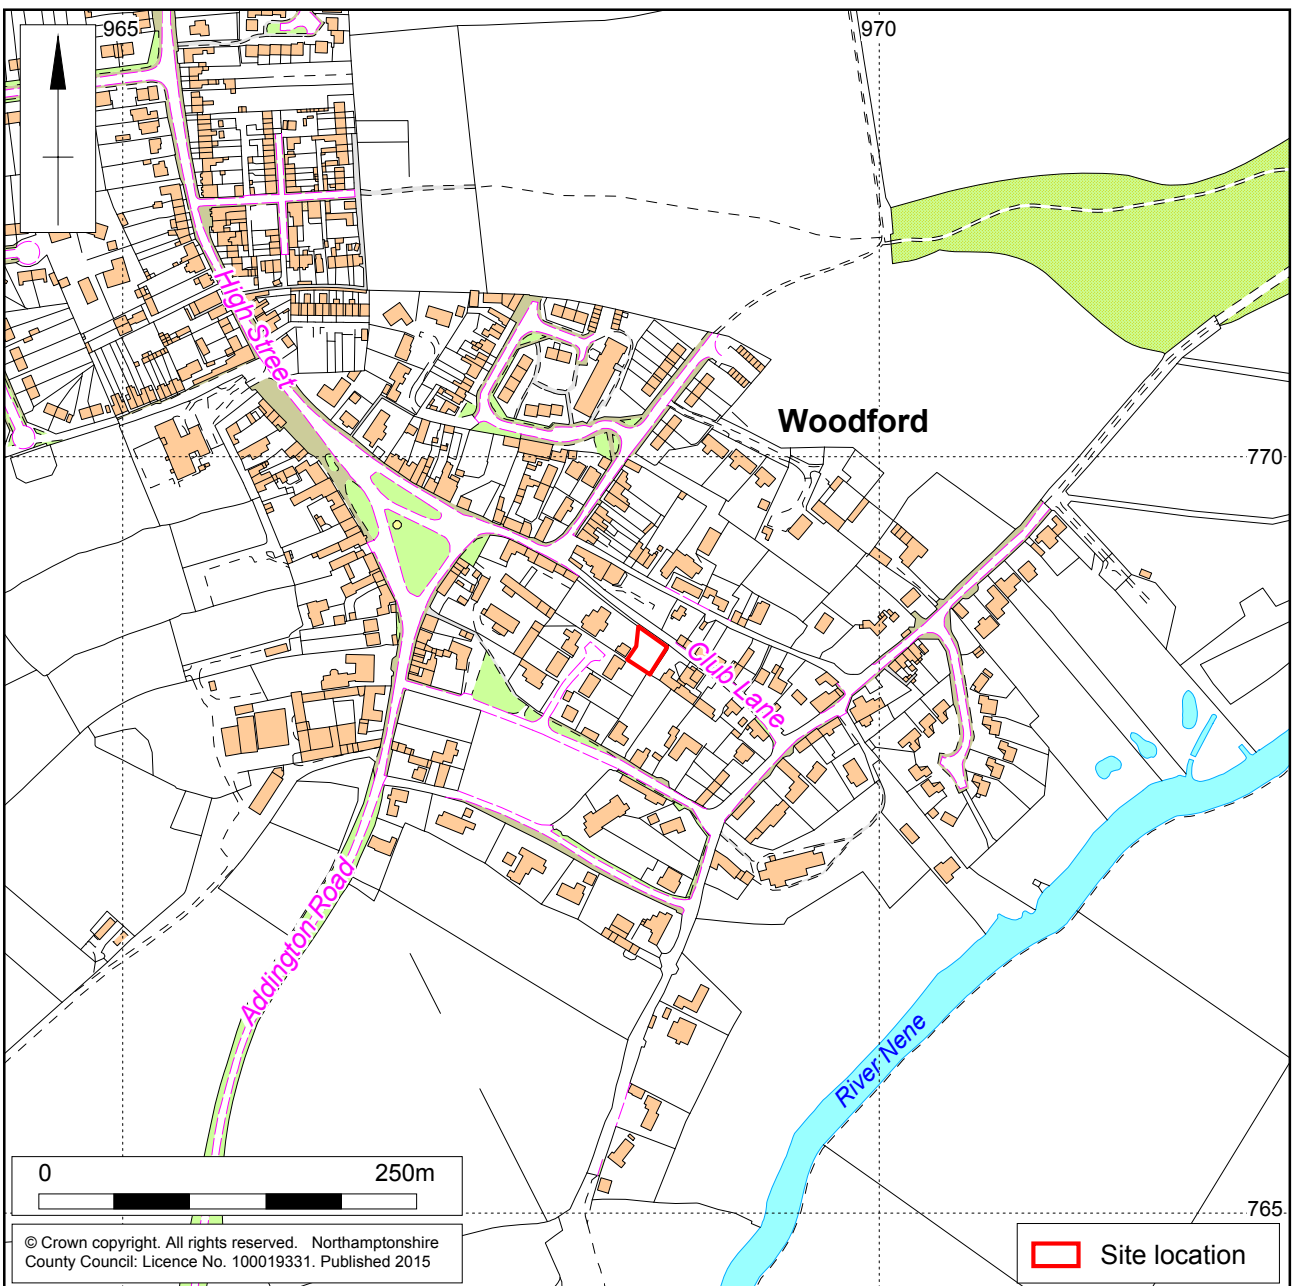 965
970
High Street
Woodford
770
Club Lane
Addington Road
River Nene
0 250m
765
© Crown copyright. All rights reserved. Northamptonshire
County Council: Licence No. 100019331. Published 2015
Site location